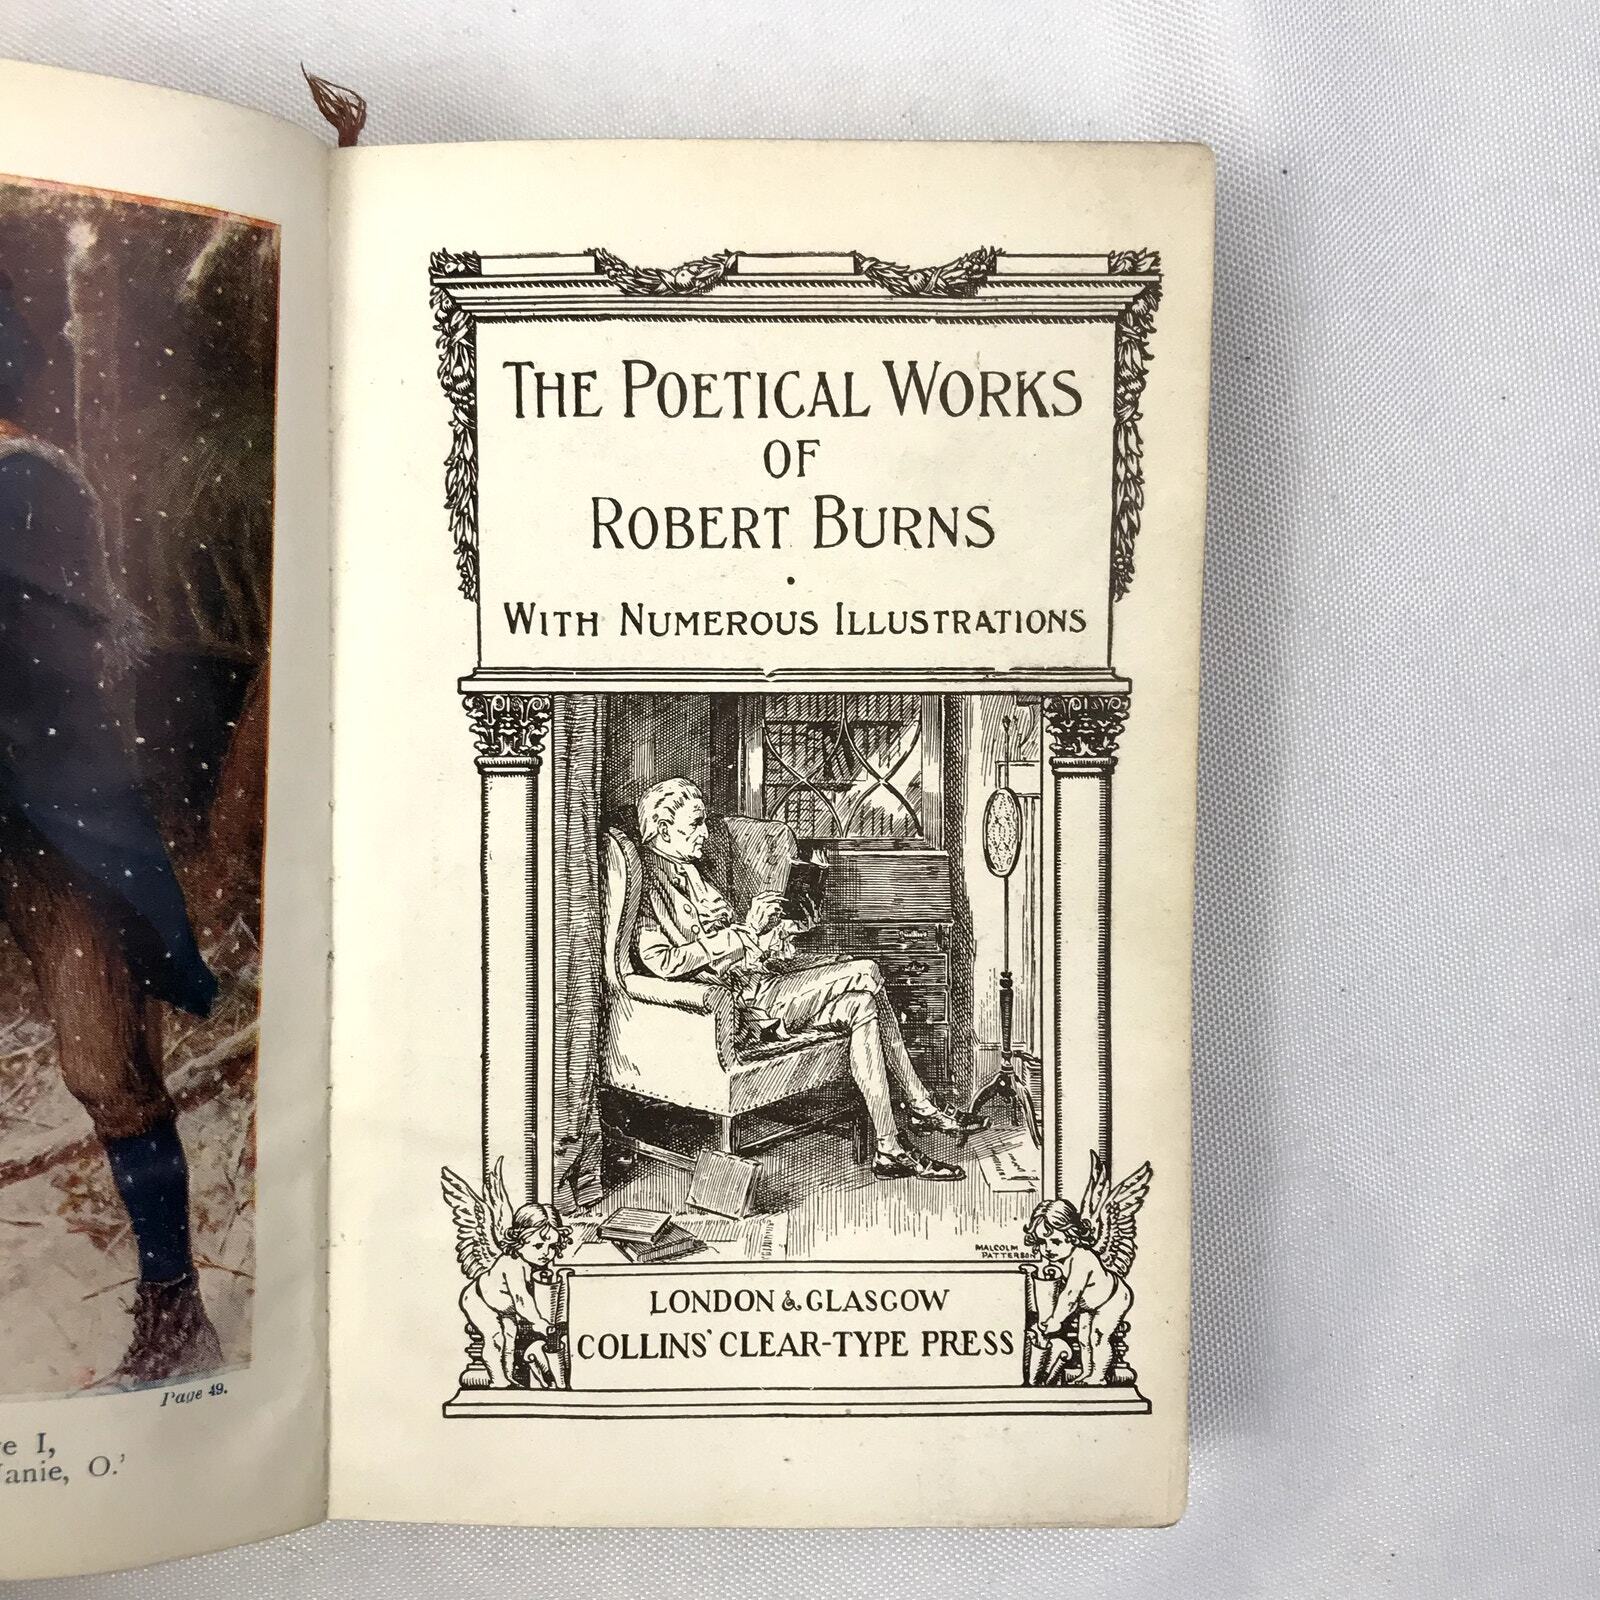 Page 49.
I,
O.'
THE POETICAL WORKS
OF
ROBERT BURNS
•
WITH NUMEROUS ILLUSTRATIONS
MALCOLM
PATTERSON
LONDON & GLASGOW
COLLINS' CLEAR-TYPE PRESS